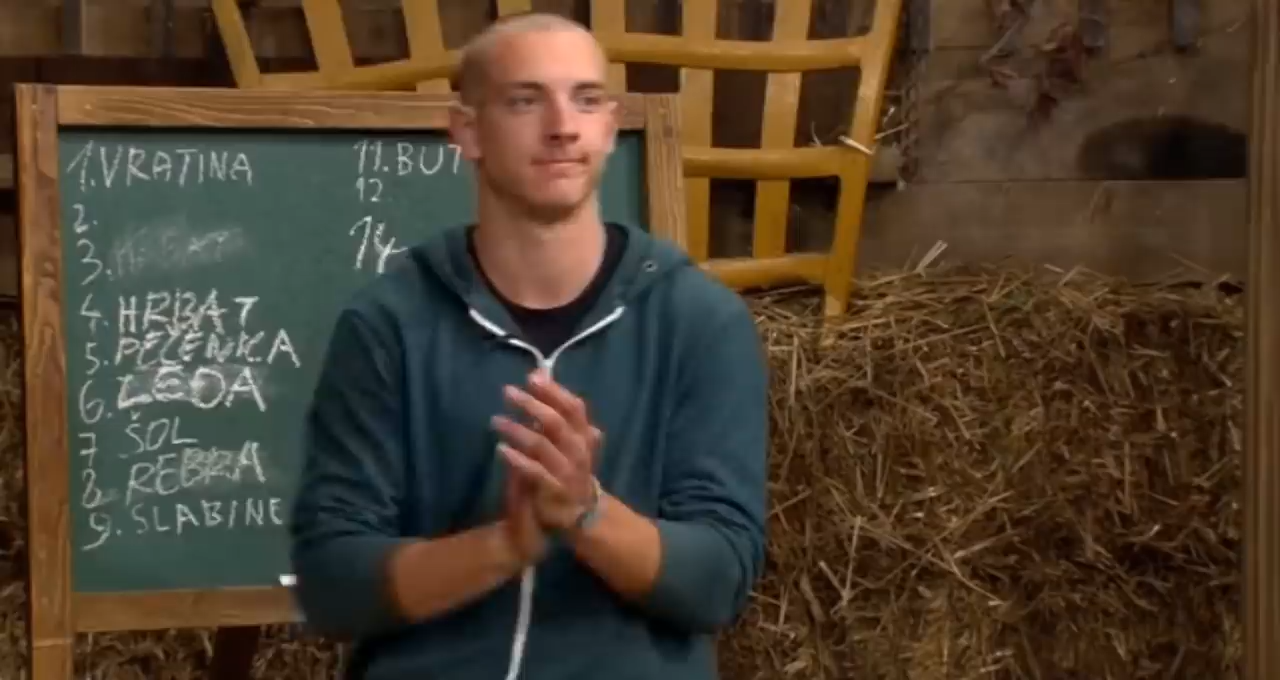 1. VRATINA
2.
3.
4. HRBAT
5. PEČENICA
6. LEĐA
7 ŠOL
8 REBRA
9. SLABINE
11. BUT
12.
14